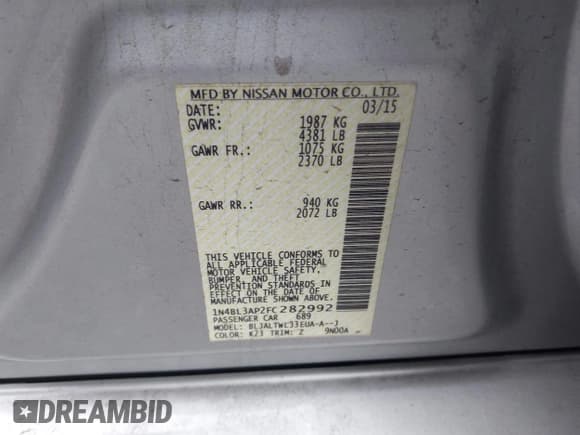 MFD BY NISSAN MOTOR CO., LTD.
DATE: 03/15
GVWR: 1987 KG
4381 LB
GAWR FR.: 1075 KG
2370 LB
GAWR RR.: 940 KG
2072 LB
THIS VEHICLE CONFORMS TO
ALL APPLICABLE FEDERAL
MOTOR VEHICLE SAFETY,
BUMPER, AND THEFT
PREVENTION STANDARDS IN
EFFECT ON THE DATE OF
MANUFACTURE SHOWN ABOVE.
1N4BL3AP2FC282992
PASSENGER CAR 689
MODEL: BLJALTWL33EUA-A--J
COLOR: K23 TRIM: Z 9N00A
DREAMBID